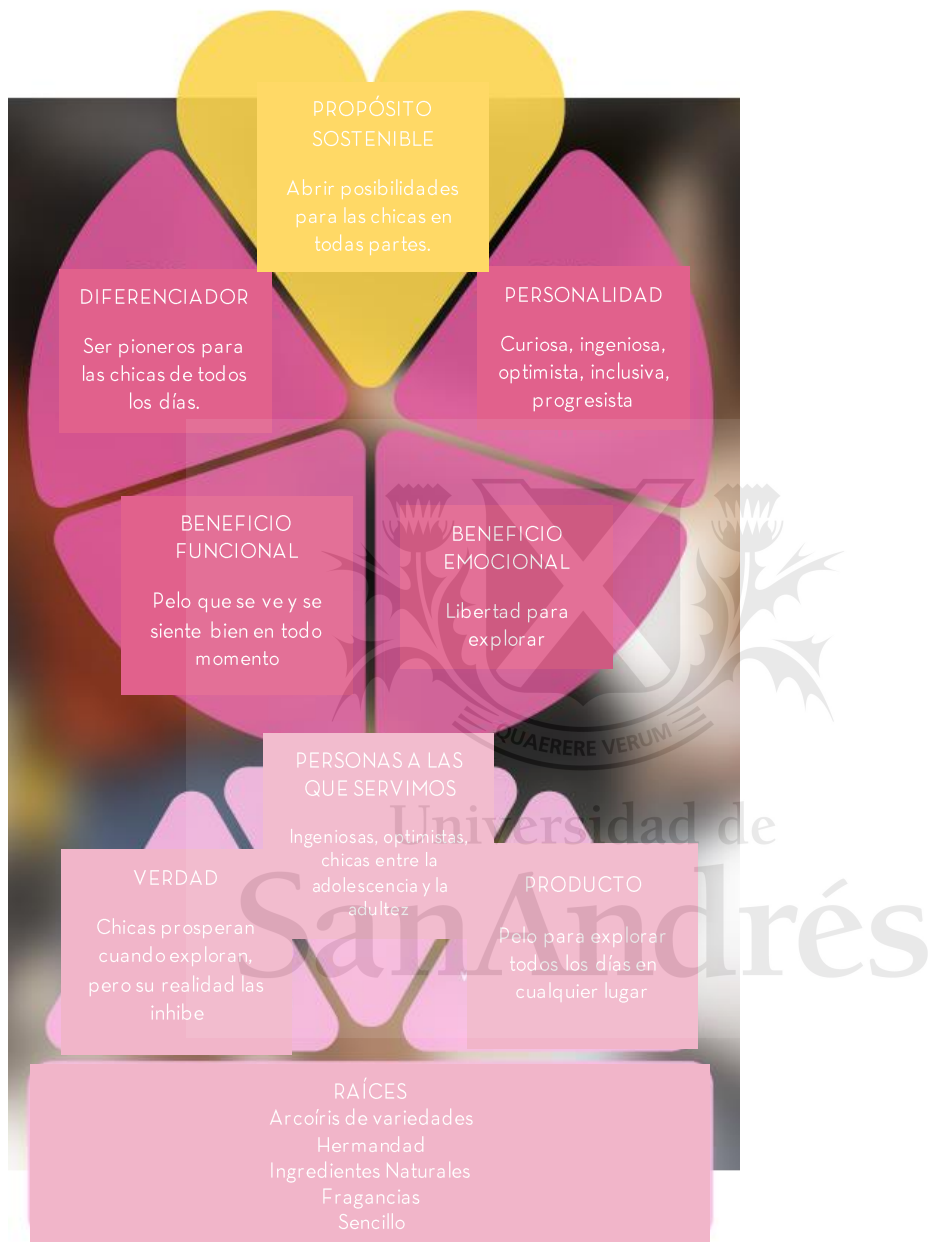 PROPÓSITO
SOSTENIBLE
Abrir posibilidades
para las chicas en
todas partes.
DIFERENCIADOR
Ser pioneros para
las chicas de todos
los días.
PERSONALIDAD
Curiosa, ingeniosa,
optimista, inclusiva,
progresista
BENEFICIO
FUNCIONAL
Pelo que se ve y se
siente bien en todo
momento
BENEFICIO
EMOCIONAL
Libertad para
explorar
QUAERERE VERUM
Universidad de
SanAndrés
PERSONAS A LAS
QUE SERVIMOS
Ingeniosas, optimistas,
chicas entre la
adolescencia y la
adultez
VERDAD
Chicas prosperan
cuando exploran,
pero su realidad las
inhibe
PRODUCTO
Pelo para explorar
todos los días en
cualquier lugar
RAÍCES
Arcoíris de variedades
Hermandad
Ingredientes Naturales
Fragancias
Sencillo